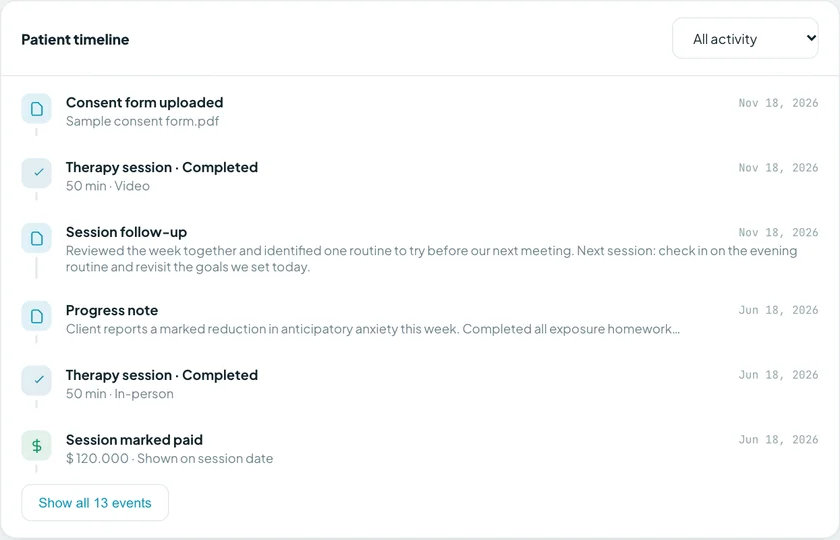 Patient timeline
All activity
Consent form uploaded
Nov 18, 2026
Sample consent form.pdf
Therapy session · Completed
Nov 18, 2026
50 min · Video
Session follow-up
Nov 18, 2026
Reviewed the week together and identified one routine to try before our next meeting. Next session: check in on the evening
routine and revisit the goals we set today.
Progress note
Jun 18, 2026
Client reports a marked reduction in anticipatory anxiety this week. Completed all exposure homework…
Therapy session · Completed
Jun 18, 2026
50 min · In-person
Session marked paid
Jun 18, 2026
$ 120.000 · Shown on session date
Show all 13 events